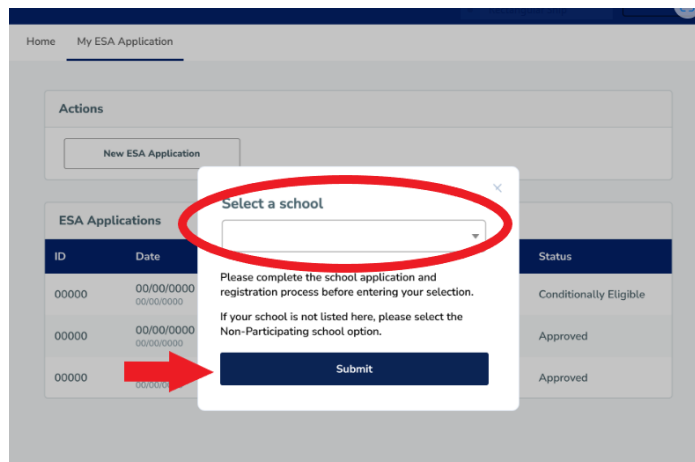 Home My ESA Application
Actions
New ESA Application
Select a school
ESA Applications
ID Date Status
Please complete the school application and
registration process before entering your selection.
00000 00/00/0000 Conditionally Eligible
00/00/0000
If your school is not listed here, please select the
Non-Participating school option.
00000 00/00/0000 Approved
00/00/0000
Submit
00000 Approved